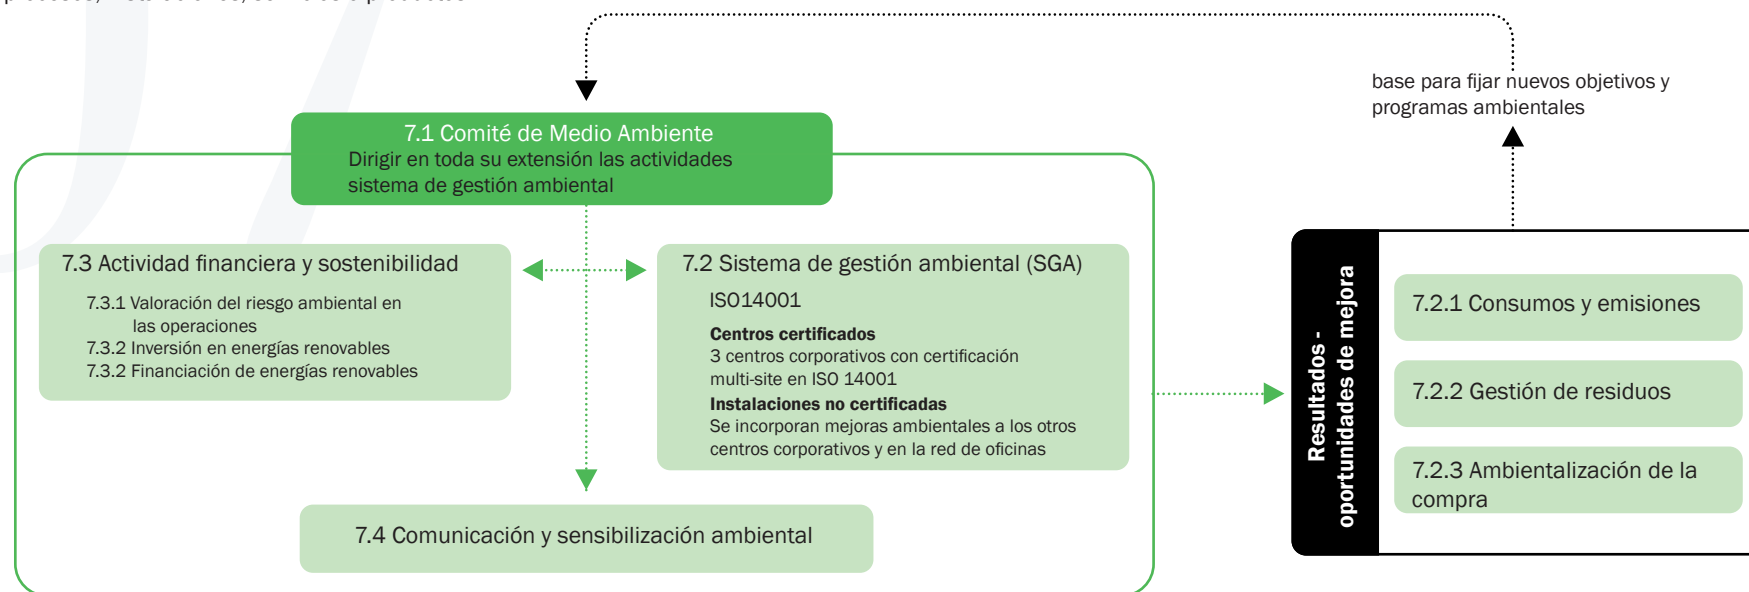 base para fijar nuevos objetivos y
programas ambientales
7.1 Comité de Medio Ambiente
Dirigir en toda su extensión las actividades
sistema de gestión ambiental
7.3 Actividad financiera y sostenibilidad
7.3.1 Valoración del riesgo ambiental en
las operaciones
7.3.2 Inversión en energías renovables
7.3.2 Financiación de energías renovables
7.2 Sistema de gestión ambiental (SGA)
ISO14001
Centros certificados
3 centros corporativos con certificación
multi-site en ISO 14001
Instalaciones no certificadas
Se incorporan mejoras ambientales a los otros
centros corporativos y en la red de oficinas
7.4 Comunicación y sensibilización ambiental
Resultados -
oportunidades de mejora
7.2.1 Consumos y emisiones
7.2.2 Gestión de residuos
7.2.3 Ambientalización de la
compra